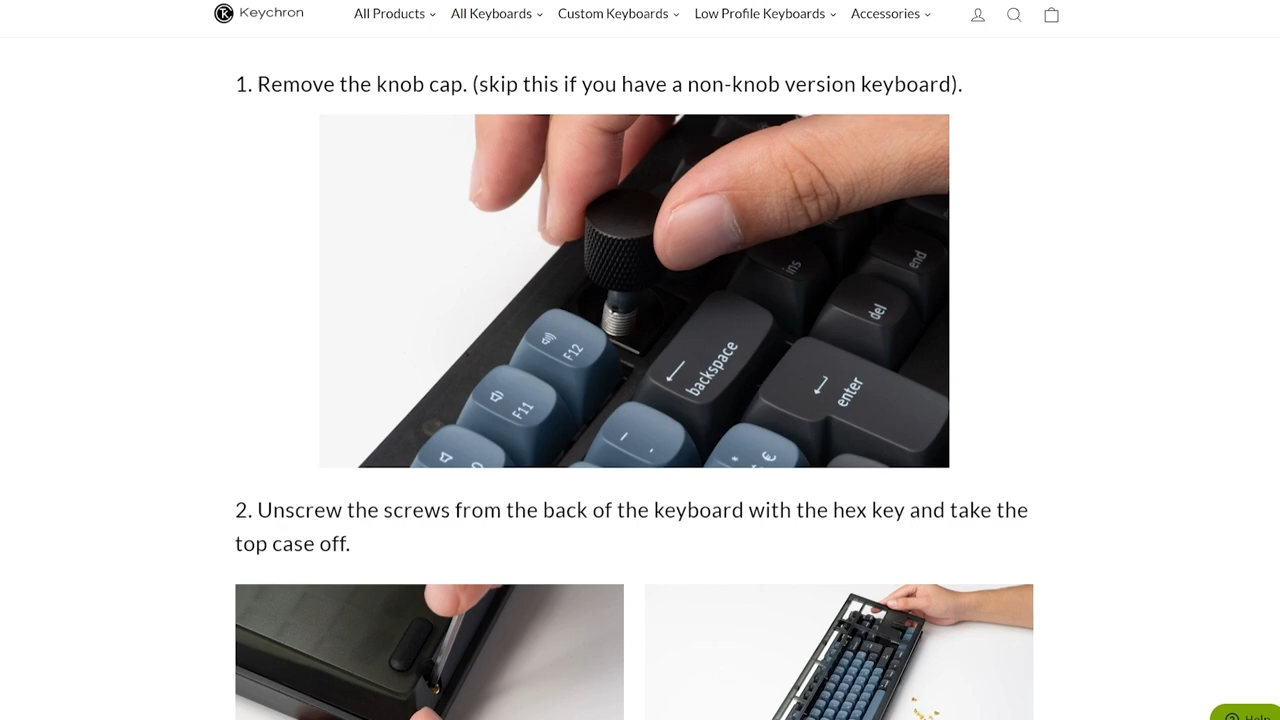 Keychron
All Products
All Keyboards
Custom Keyboards
Low Profile Keyboards
Accessories
1. Remove the knob cap. (skip this if you have a non-knob version keyboard).
ins
end
del
F12
backspace
F11
enter
* €
2. Unscrew the screws from the back of the keyboard with the hex key and take the
top case off.
Help